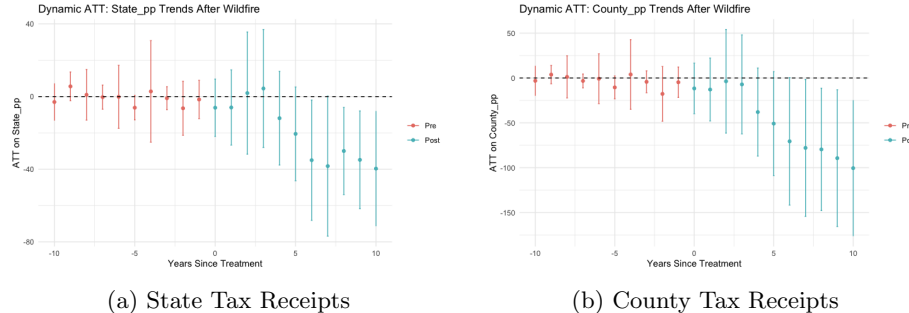 Dynamic ATT: State_pp Trends After Wildfire
40
0
-40
-80
ATT on State_pp
-10
-5
0
5
10
Years Since Treatment
Pre
Post
(a) State Tax Receipts
Dynamic ATT: County_pp Trends After Wildfire
50
0
-50
-100
-150
ATT on County_pp
-10
-5
0
5
10
Years Since Treatment
(b) County Tax Receipts